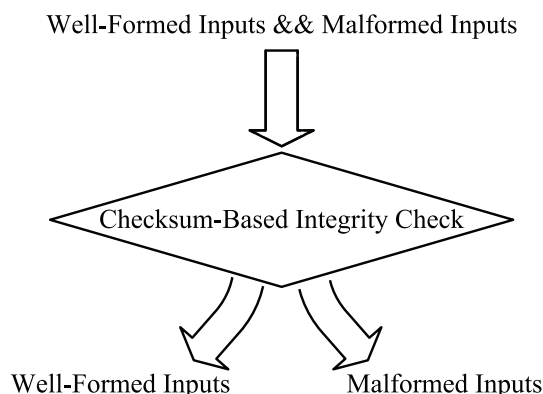 Well-Formed Inputs && Malformed Inputs
Checksum-Based Integrity Check
Well-Formed Inputs Malformed Inputs